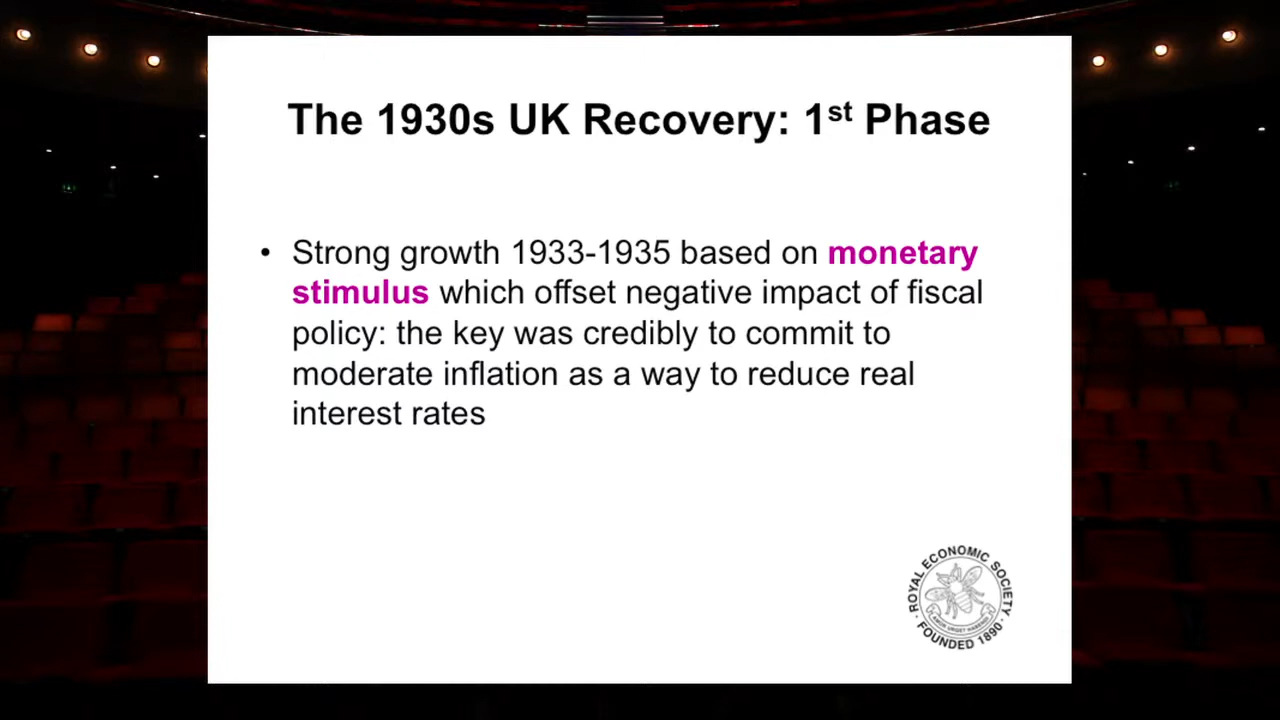 The 1930s UK Recovery: 1st Phase
• Strong growth 1933-1935 based on monetary
stimulus which offset negative impact of fiscal
policy: the key was credibly to commit to
moderate inflation as a way to reduce real
interest rates
ROYAL ECONOMIC SOCIETY
· FOUNDED 1890 ·